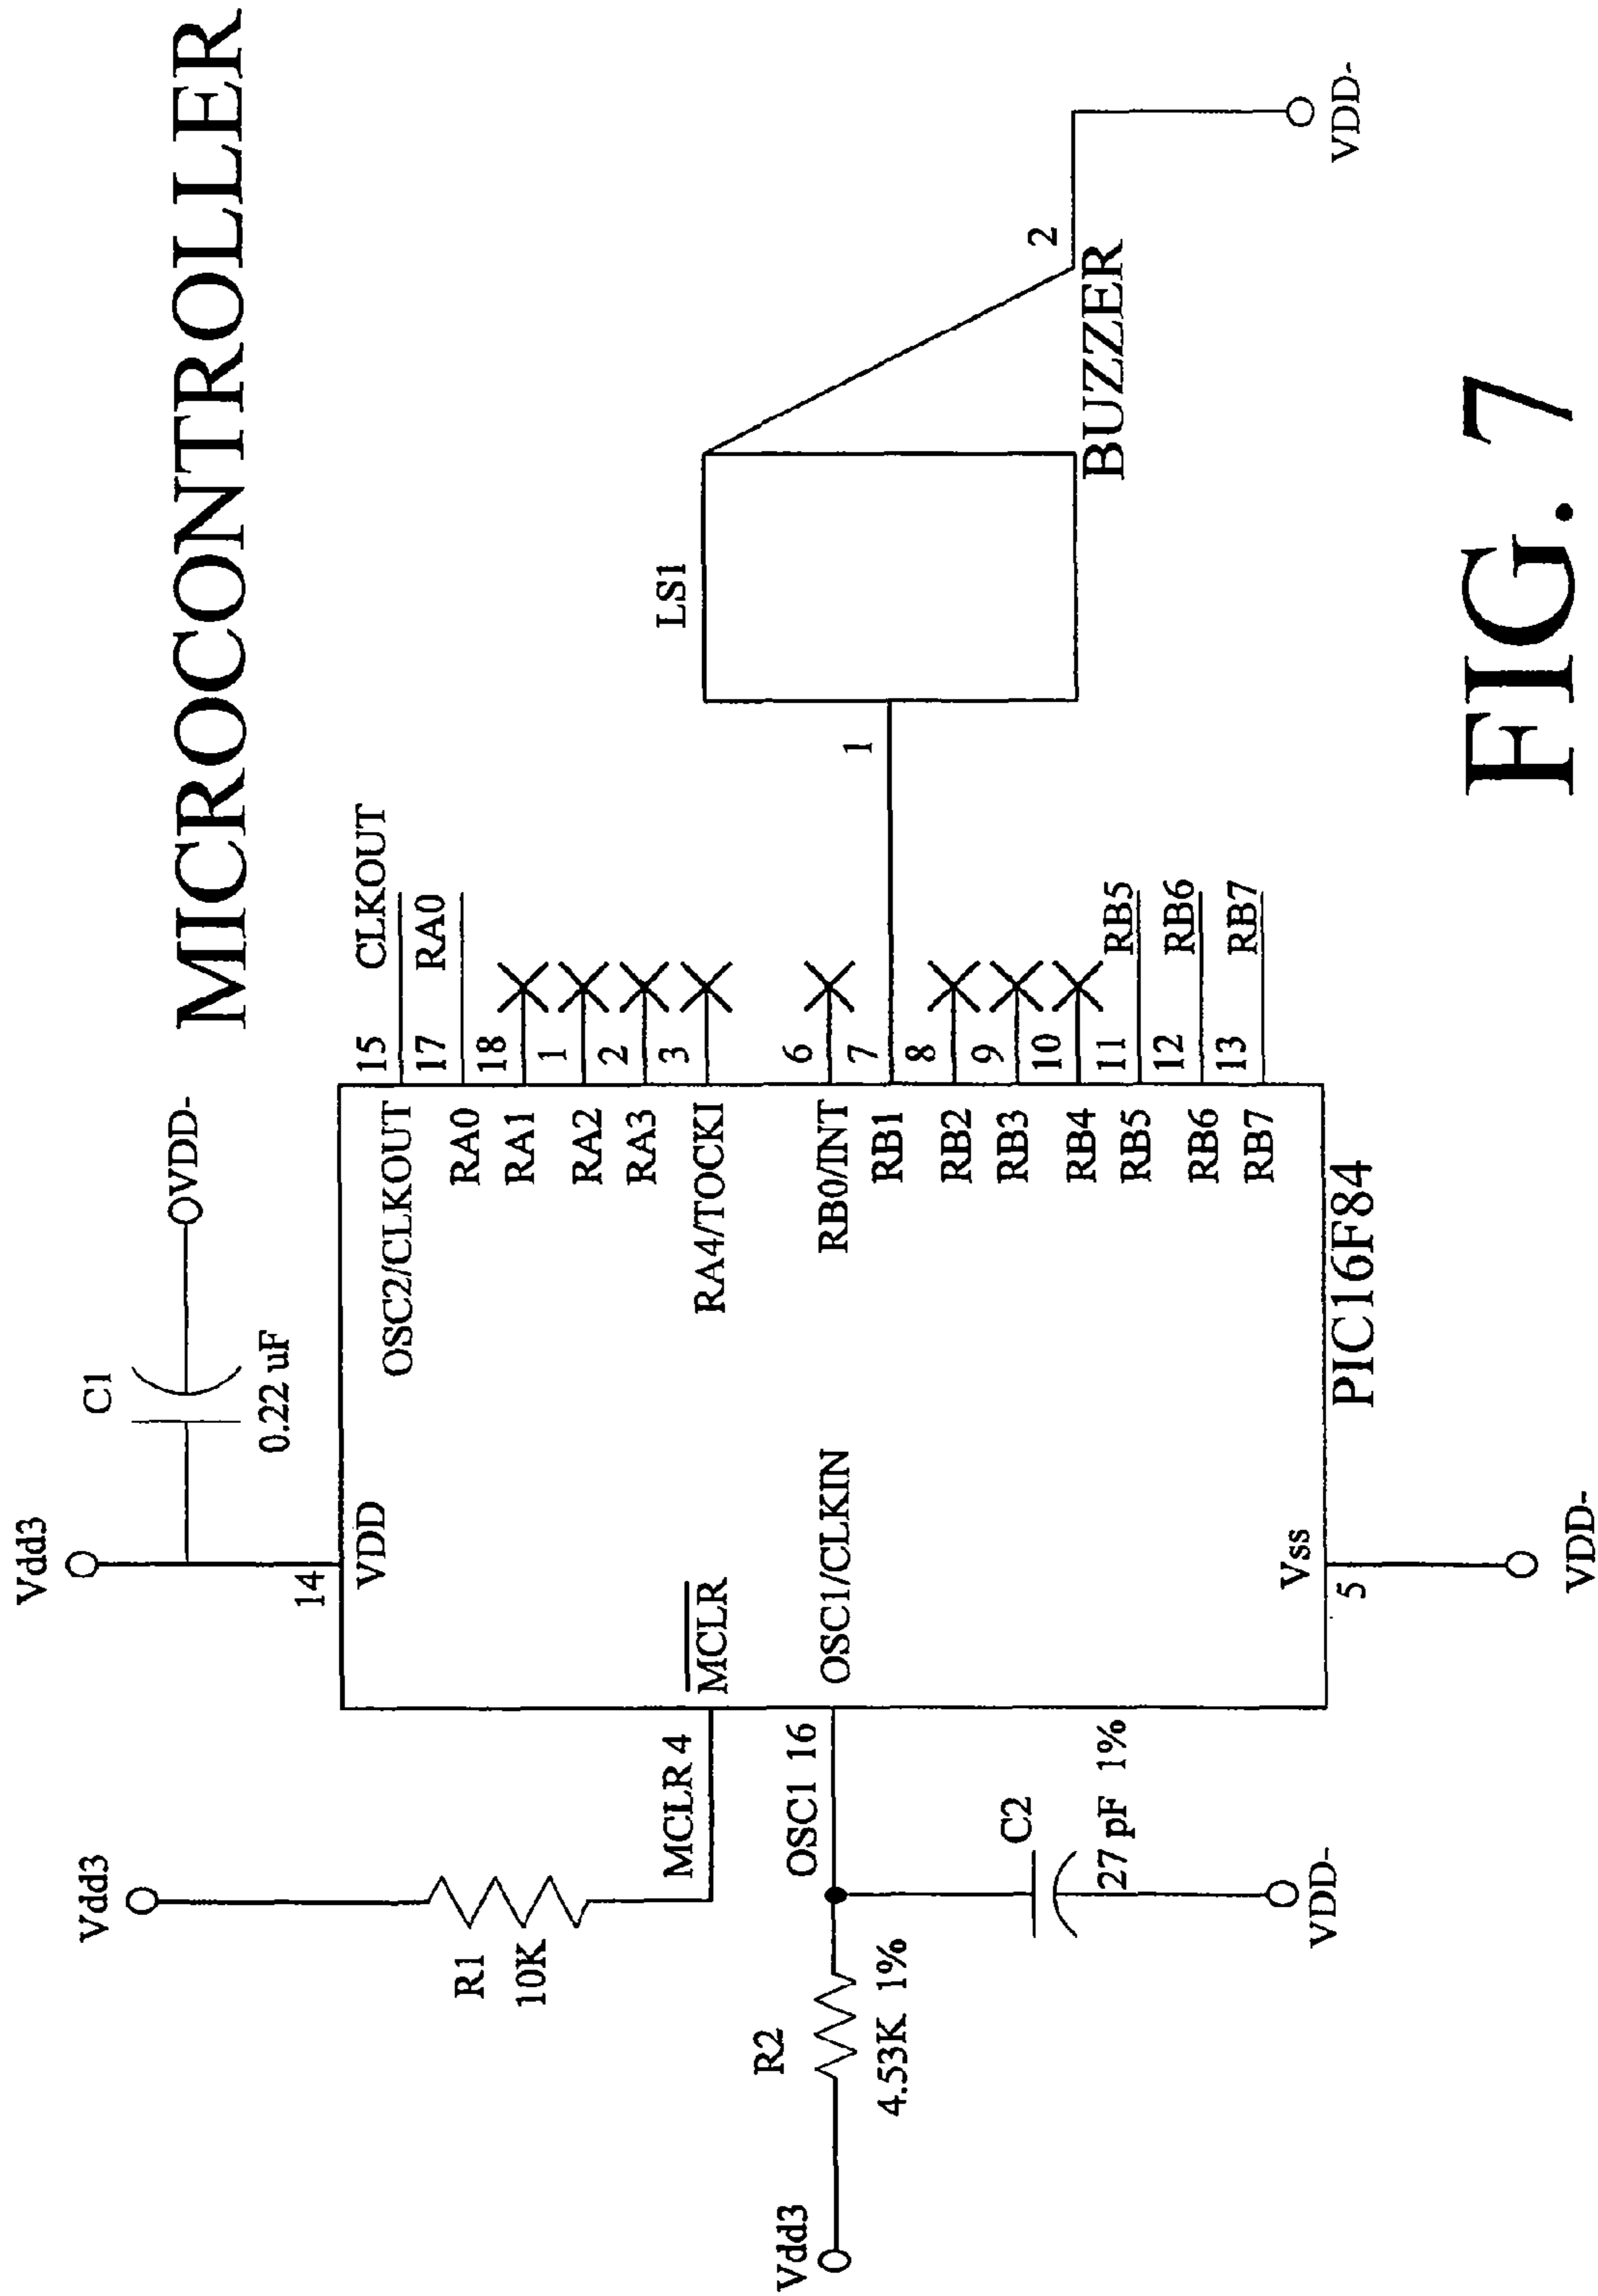 MICROCONTROLLER
Vdd3
C1
VDD-
0.22 uF
14
VDD
Vdd3
R1
10K
MCLR 4
MCLR
R2
4.53K 1%
Vdd3
OSC1 16
OSC1/CLKIN
C2
27 pF 1%
VDD-
OSC2/CLKOUT 15 CLKOUT
RA0 17 RA0
RA1 18
RA2 1
RA3 2
RA4/TOCKI 3
RB0/INT 6
RB1 7
RB2 8
RB3 9
RB4 10
RB5 11 RB5
RB6 12 RB6
RB7 13 RB7
Vss
5
VDD-
PIC16F84
LS1
1
2
BUZZER
VDD-
FIG. 7